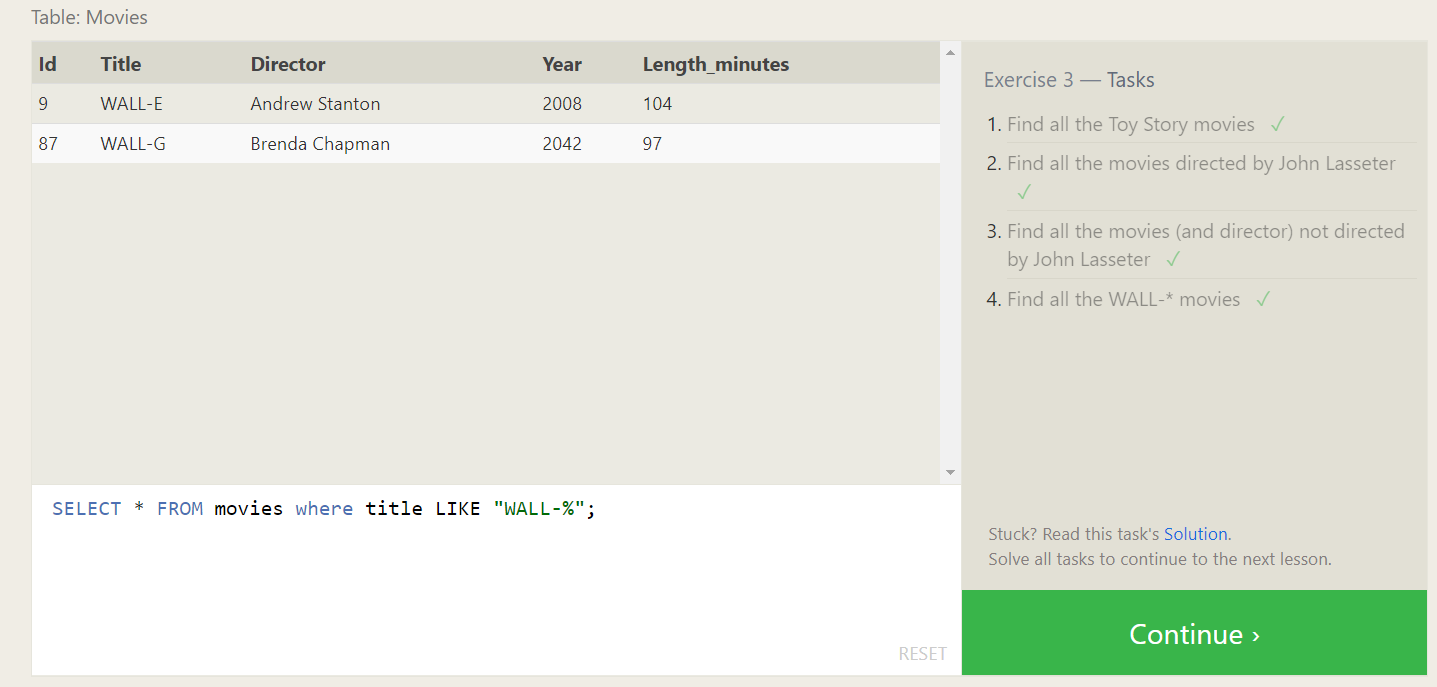 Table: Movies
Id Title Director Year Length_minutes
9 WALL-E Andrew Stanton 2008 104
87 WALL-G Brenda Chapman 2042 97
SELECT * FROM movies where title LIKE "WALL-%";
RESET
Exercise 3 — Tasks
1. Find all the Toy Story movies ✓
2. Find all the movies directed by John Lasseter
✓
3. Find all the movies (and director) not directed
by John Lasseter ✓
4. Find all the WALL-* movies ✓
Stuck? Read this task's Solution.
Solve all tasks to continue to the next lesson.
Continue ›